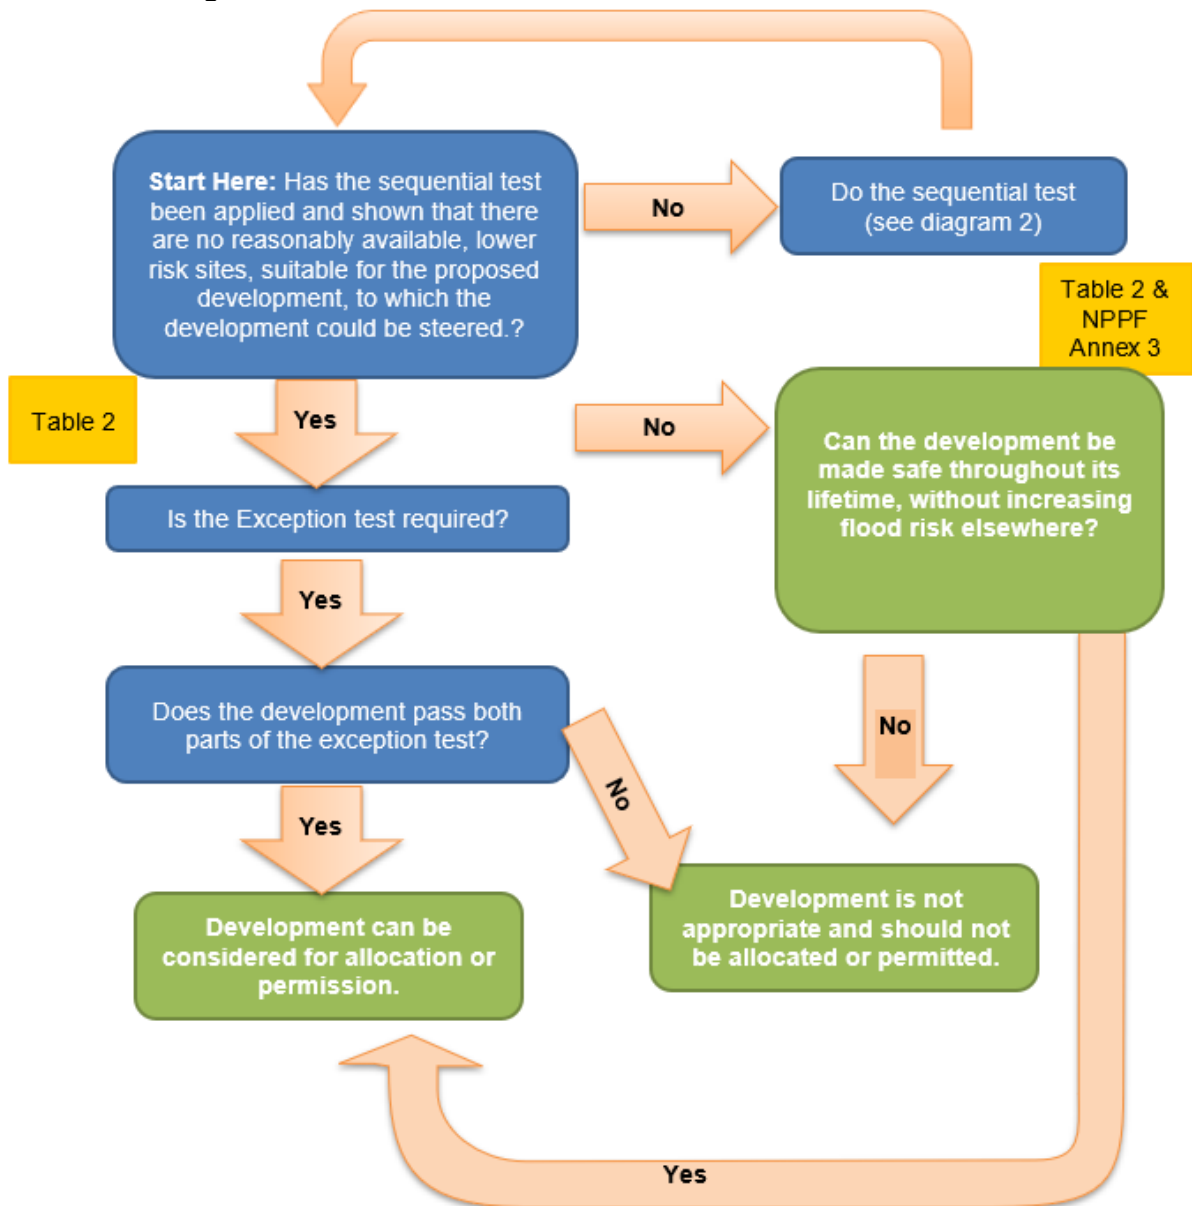 Start Here: Has the sequential test
been applied and shown that there
are no reasonably available, lower
risk sites, suitable for the proposed
development, to which the
development could be steered.?
No
Do the sequential test
(see diagram 2)
Table 2 &
NPPF
Annex 3
Table 2
Yes
No
Can the development be
made safe throughout its
lifetime, without increasing
flood risk elsewhere?
Is the Exception test required?
Yes
Does the development pass both
parts of the exception test?
No
No
Yes
Development can be
considered for allocation or
permission.
Development is not
appropriate and should not
be allocated or permitted.
Yes